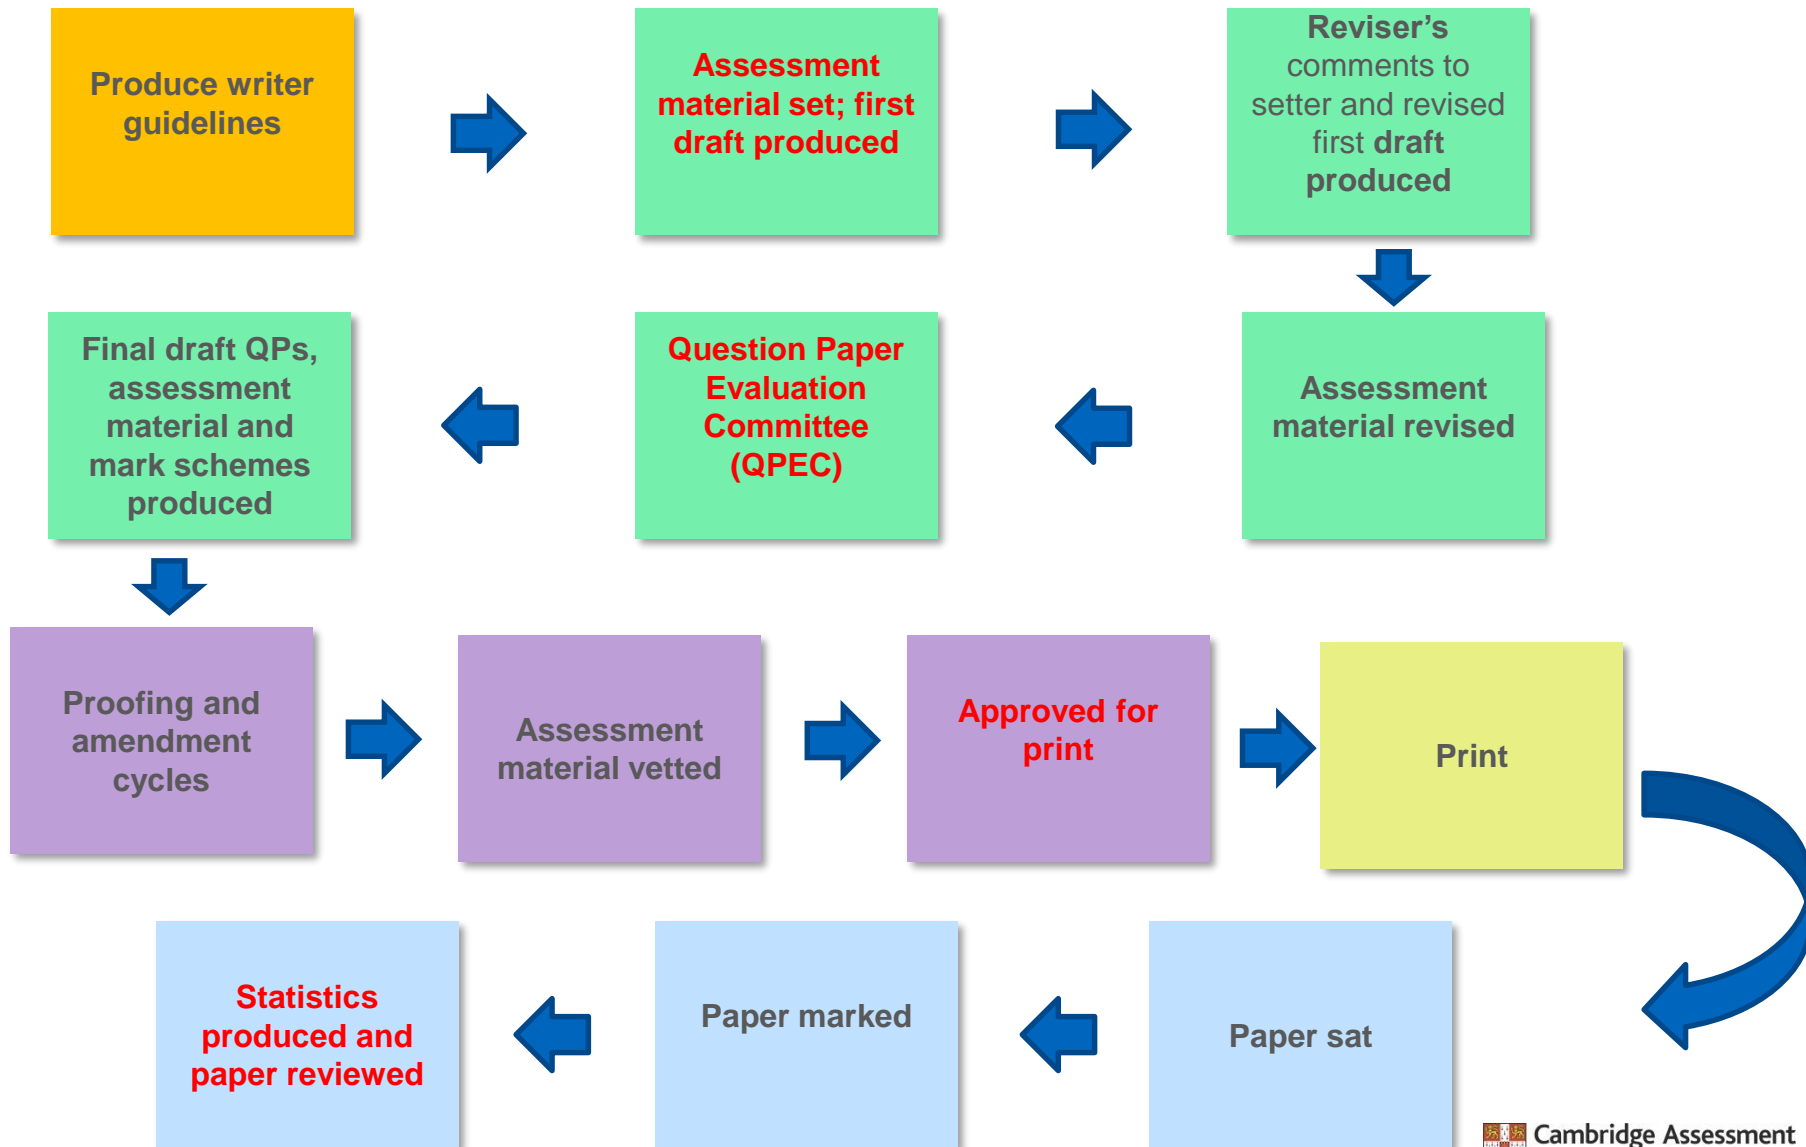 Produce writer
guidelines
Assessment
material set; first
draft produced
Reviser’s
comments to
setter and revised
first draft
produced
Assessment
material revised
Question Paper
Evaluation
Committee
(QPEC)
Final draft QPs,
assessment
material and
mark schemes
produced
Proofing and
amendment
cycles
Assessment
material vetted
Approved for
print
Print
Paper sat
Paper marked
Statistics
produced and
paper reviewed
Cambridge Assessment